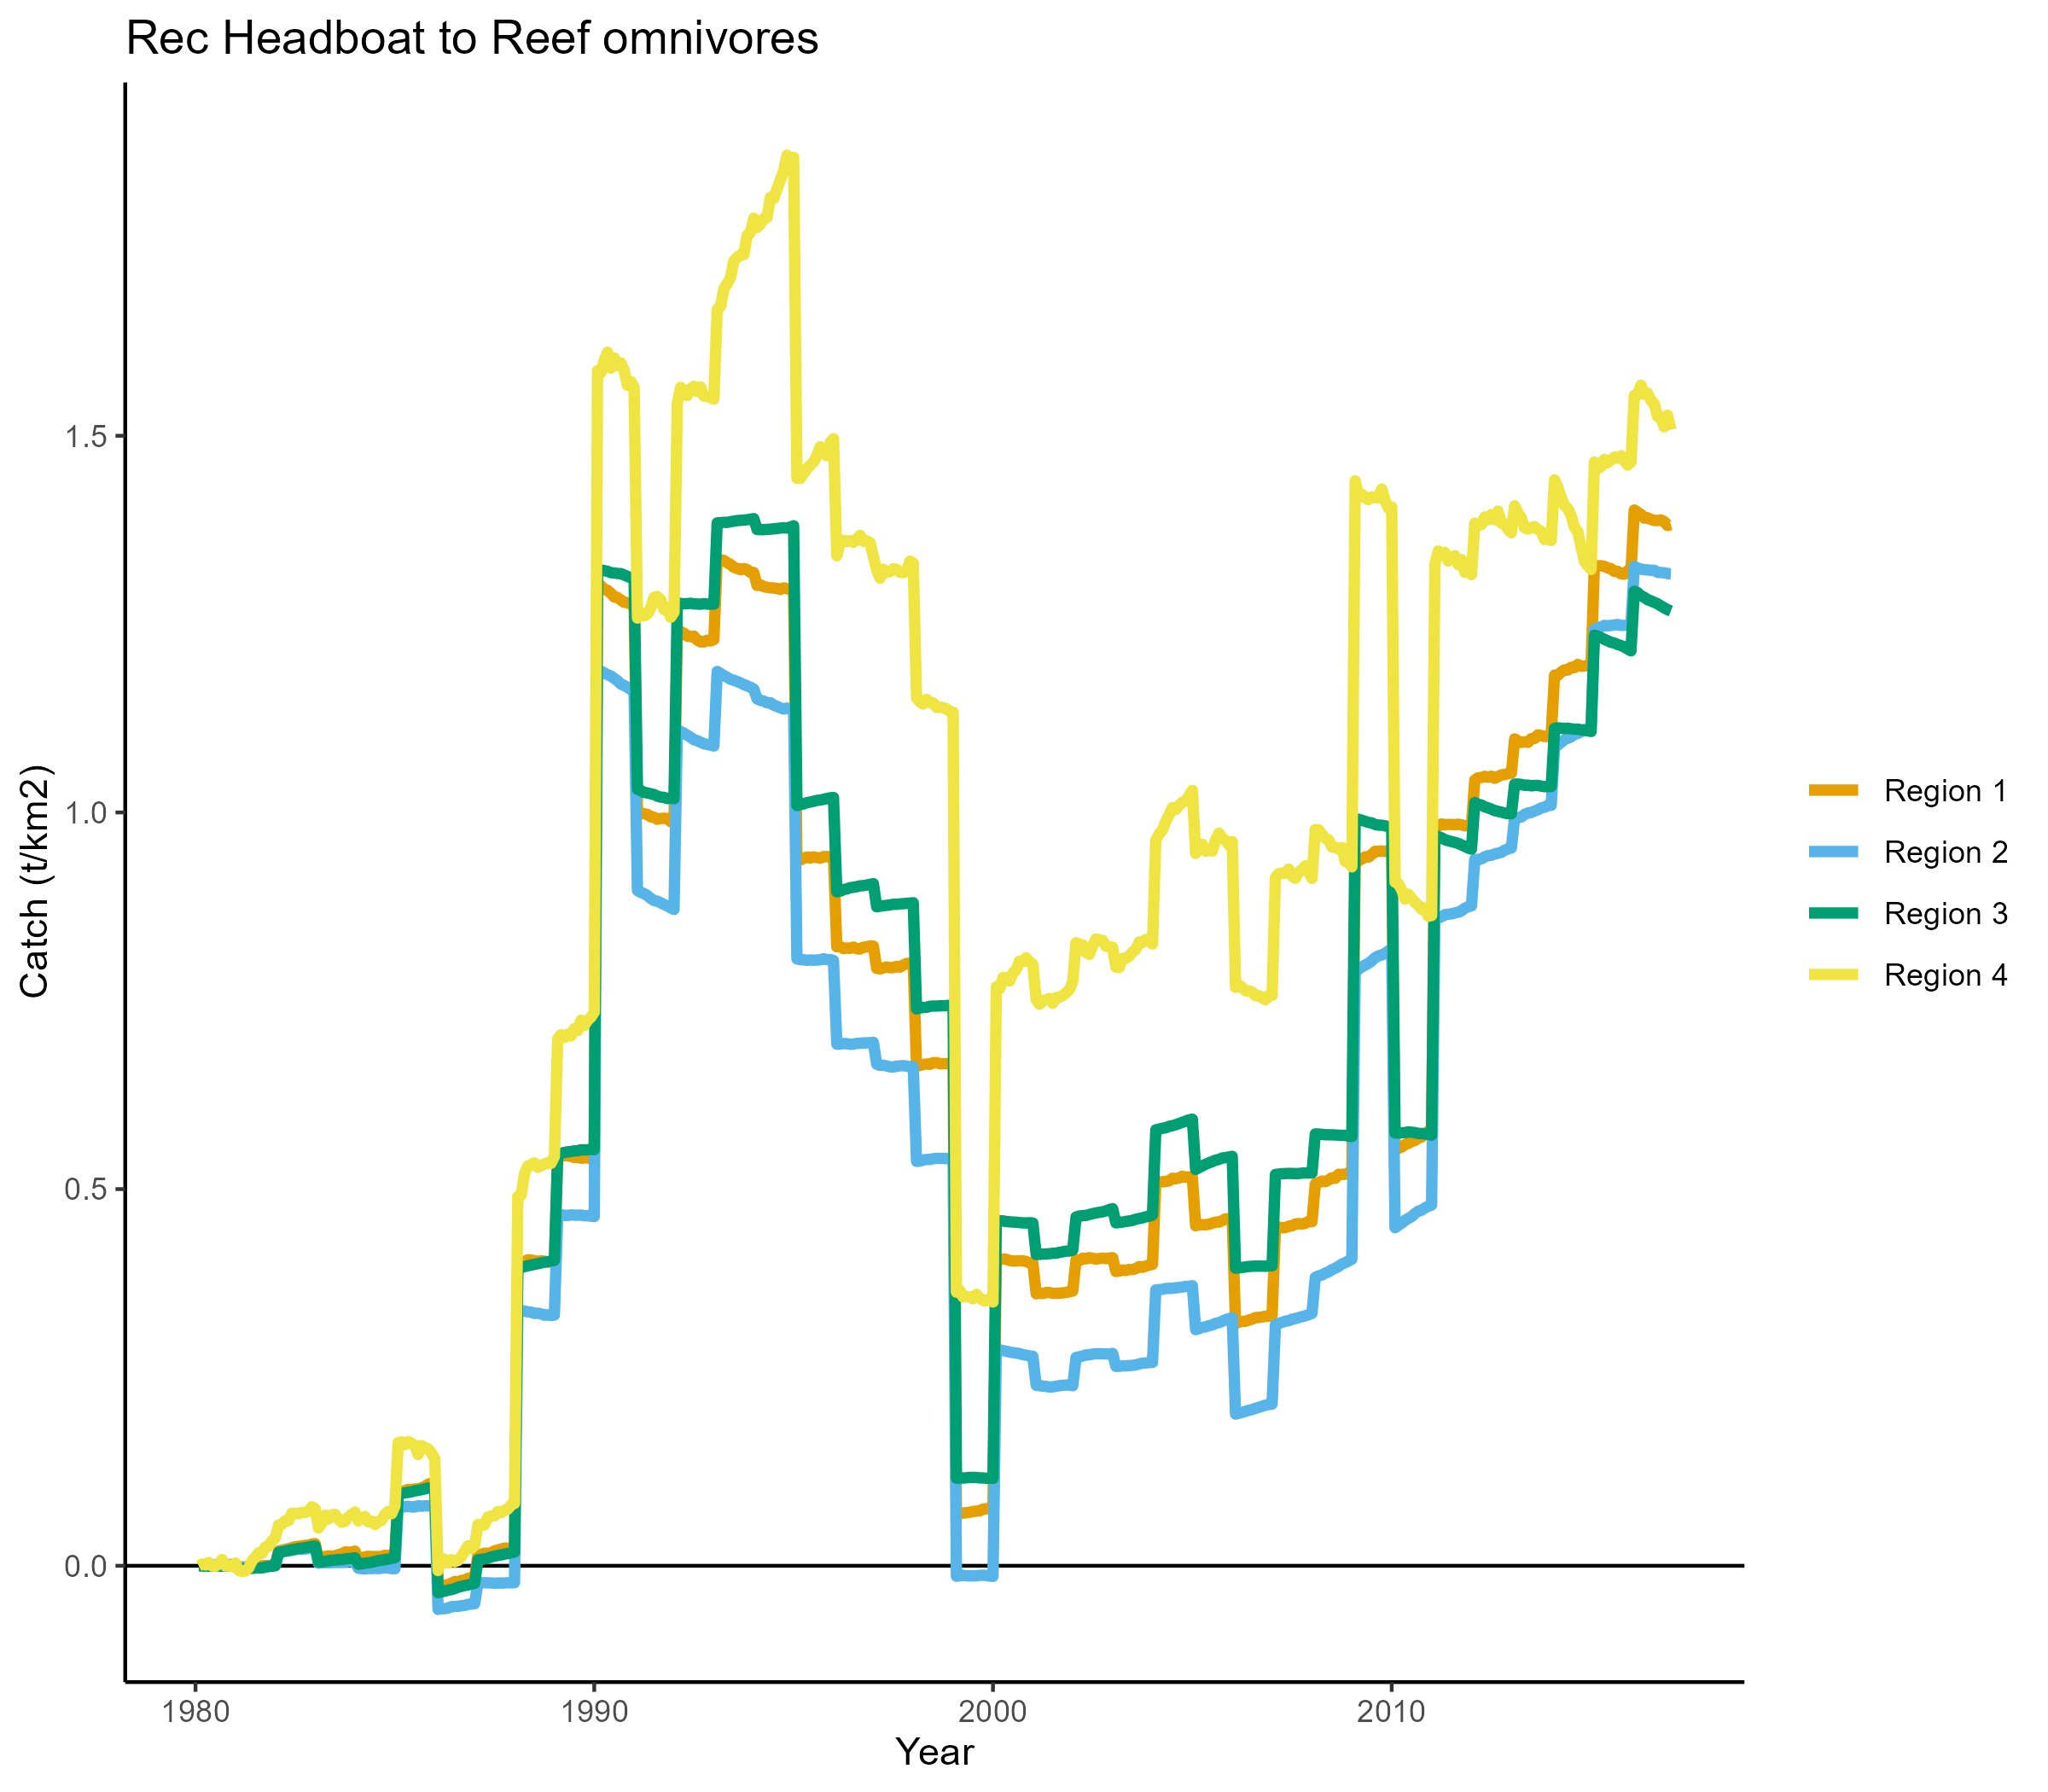 Rec Headboat to Reef omnivores
Catch (t/km2)
1.5
1.0
0.5
0.0
1980
1990
2000
2010
Year
Region 1
Region 2
Region 3
Region 4